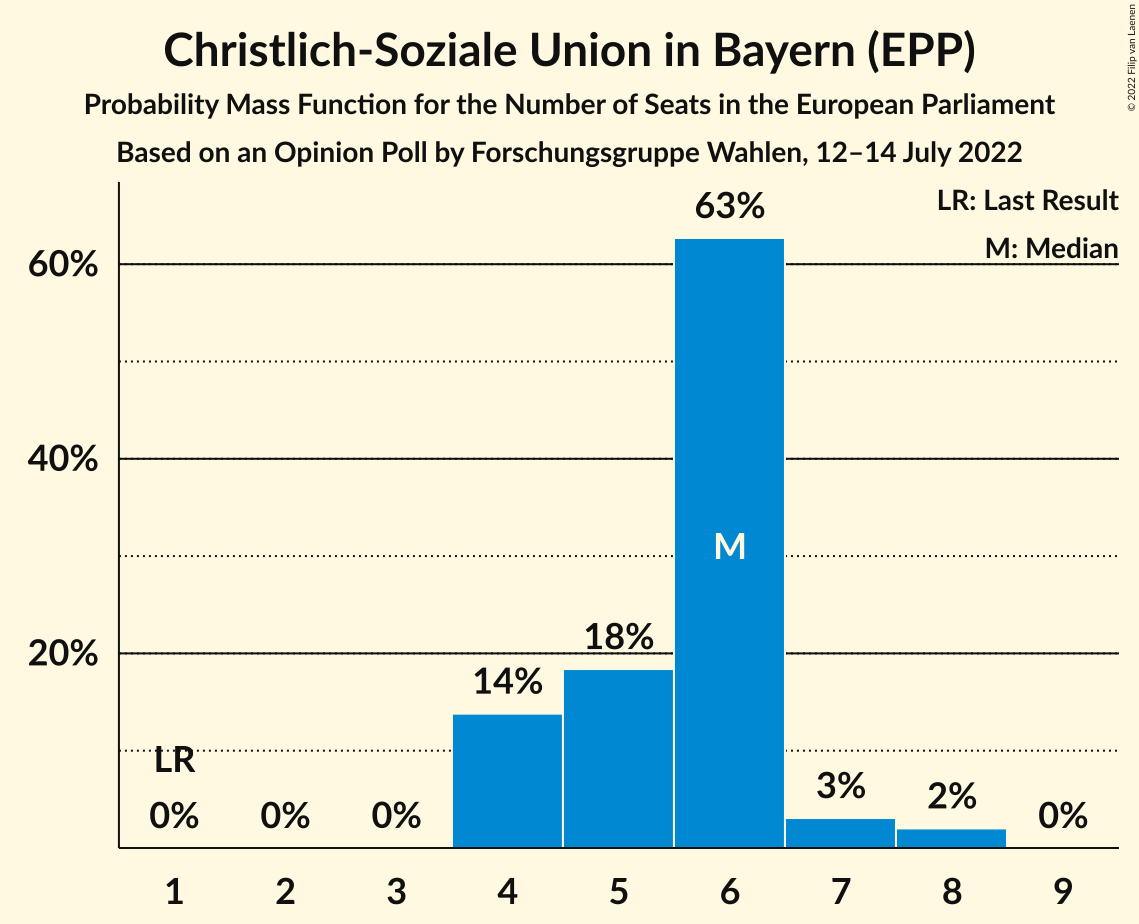 Christlich-Soziale Union in Bayern (EPP)
Probability Mass Function for the Number of Seats in the European Parliament
Based on an Opinion Poll by Forschungsgruppe Wahlen, 12–14 July 2022
© 2022 Filip van Laenen
LR: Last Result
M: Median
63%
60%
40%
M
20%
18%
14%
LR
3%
2%
0%
0%
0%
0%
1 2 3 4 5 6 7 8 9